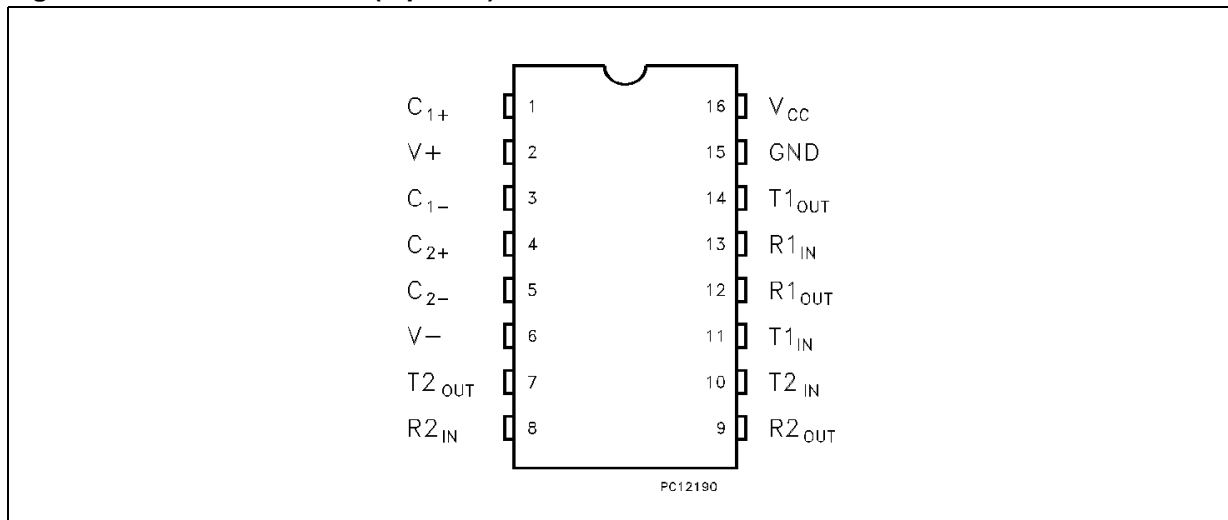 C1+ 1 16 VCC
V+ 2 15 GND
C1− 3 14 T1OUT
C2+ 4 13 R1IN
C2− 5 12 R1OUT
V− 6 11 T1IN
T2OUT 7 10 T2IN
R2IN 8 9 R2OUT
PC12190